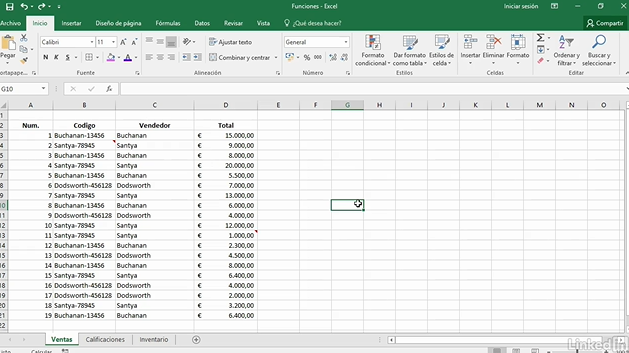 Funciones - Excel
Iniciar sesión
Archivo Inicio Insertar Diseño de página Fórmulas Datos Revisar Vista ¿Qué desea hacer? Compartir
Pegar Calibri 11 Ajustar texto General Formato condicional Dar formato como tabla Estilos de celda Insertar Eliminar Formato Ordenar y filtrar Buscar y seleccionar
N K S Combinar y centrar % 000
Portapape... Fuente Alineación Número Estilos Celdas Modificar
G10 fx
A B C D E F G H I J K L M N O
1
2 Num. Codigo Vendedor Total
3 1 Buchanan-13456 Buchanan € 15.000,00
4 2 Santya-78945 Santya € 9.000,00
5 3 Buchanan-13456 Buchanan € 8.000,00
6 4 Santya-78945 Santya € 20.000,00
7 5 Buchanan-13456 Buchanan € 5.500,00
8 6 Dodsworth-456128 Dodsworth € 7.000,00
9 7 Santya-78945 Santya € 13.000,00
10 8 Buchanan-13456 Buchanan € 6.000,00
11 9 Dodsworth-456128 Dodsworth € 4.000,00
12 10 Santya-78945 Santya € 12.000,00
13 11 Santya-78945 Santya € 1.000,00
14 12 Buchanan-13456 Buchanan € 2.300,00
15 13 Dodsworth-456128 Dodsworth € 4.500,00
16 14 Buchanan-13456 Buchanan € 8.000,00
17 15 Santya-78945 Santya € 6.400,00
18 16 Dodsworth-456128 Dodsworth € 4.000,00
19 17 Dodsworth-456128 Dodsworth € 2.000,00
20 18 Santya-78945 Santya € 3.200,00
21 19 Buchanan-13456 Buchanan € 6.400,00
22
Ventas Calificaciones Inventario
Listo Calcular
LinkedIn